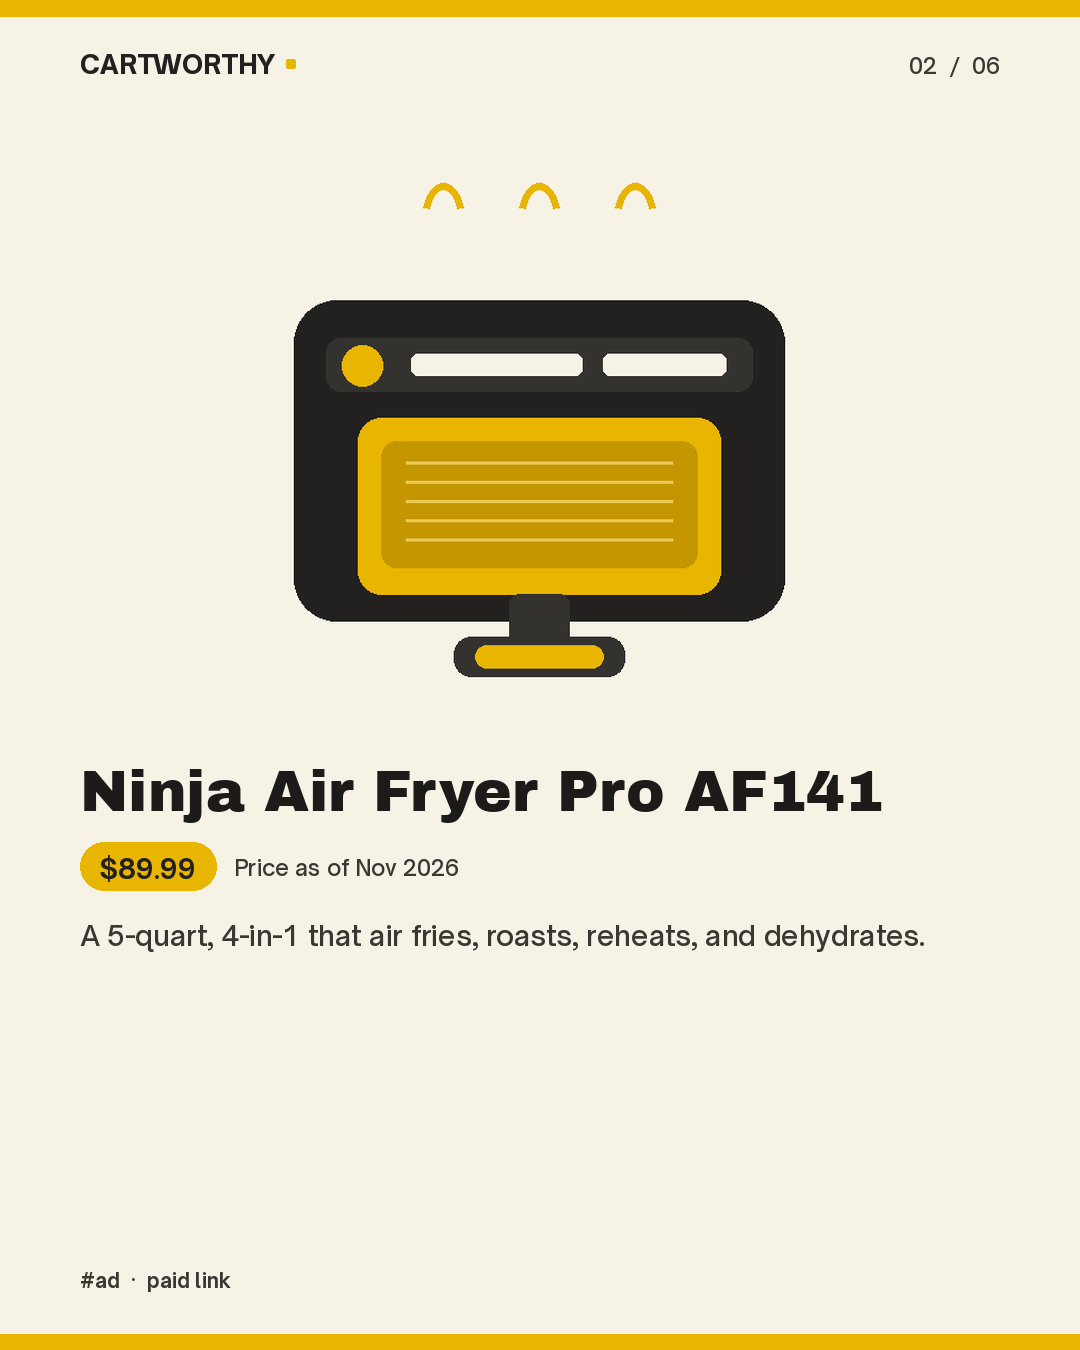 CARTWORTHY
02 / 06
Ninja Air Fryer Pro AF141
$89.99 Price as of Nov 2026
A 5-quart, 4-in-1 that air fries, roasts, reheats, and dehydrates.
#ad · paid link